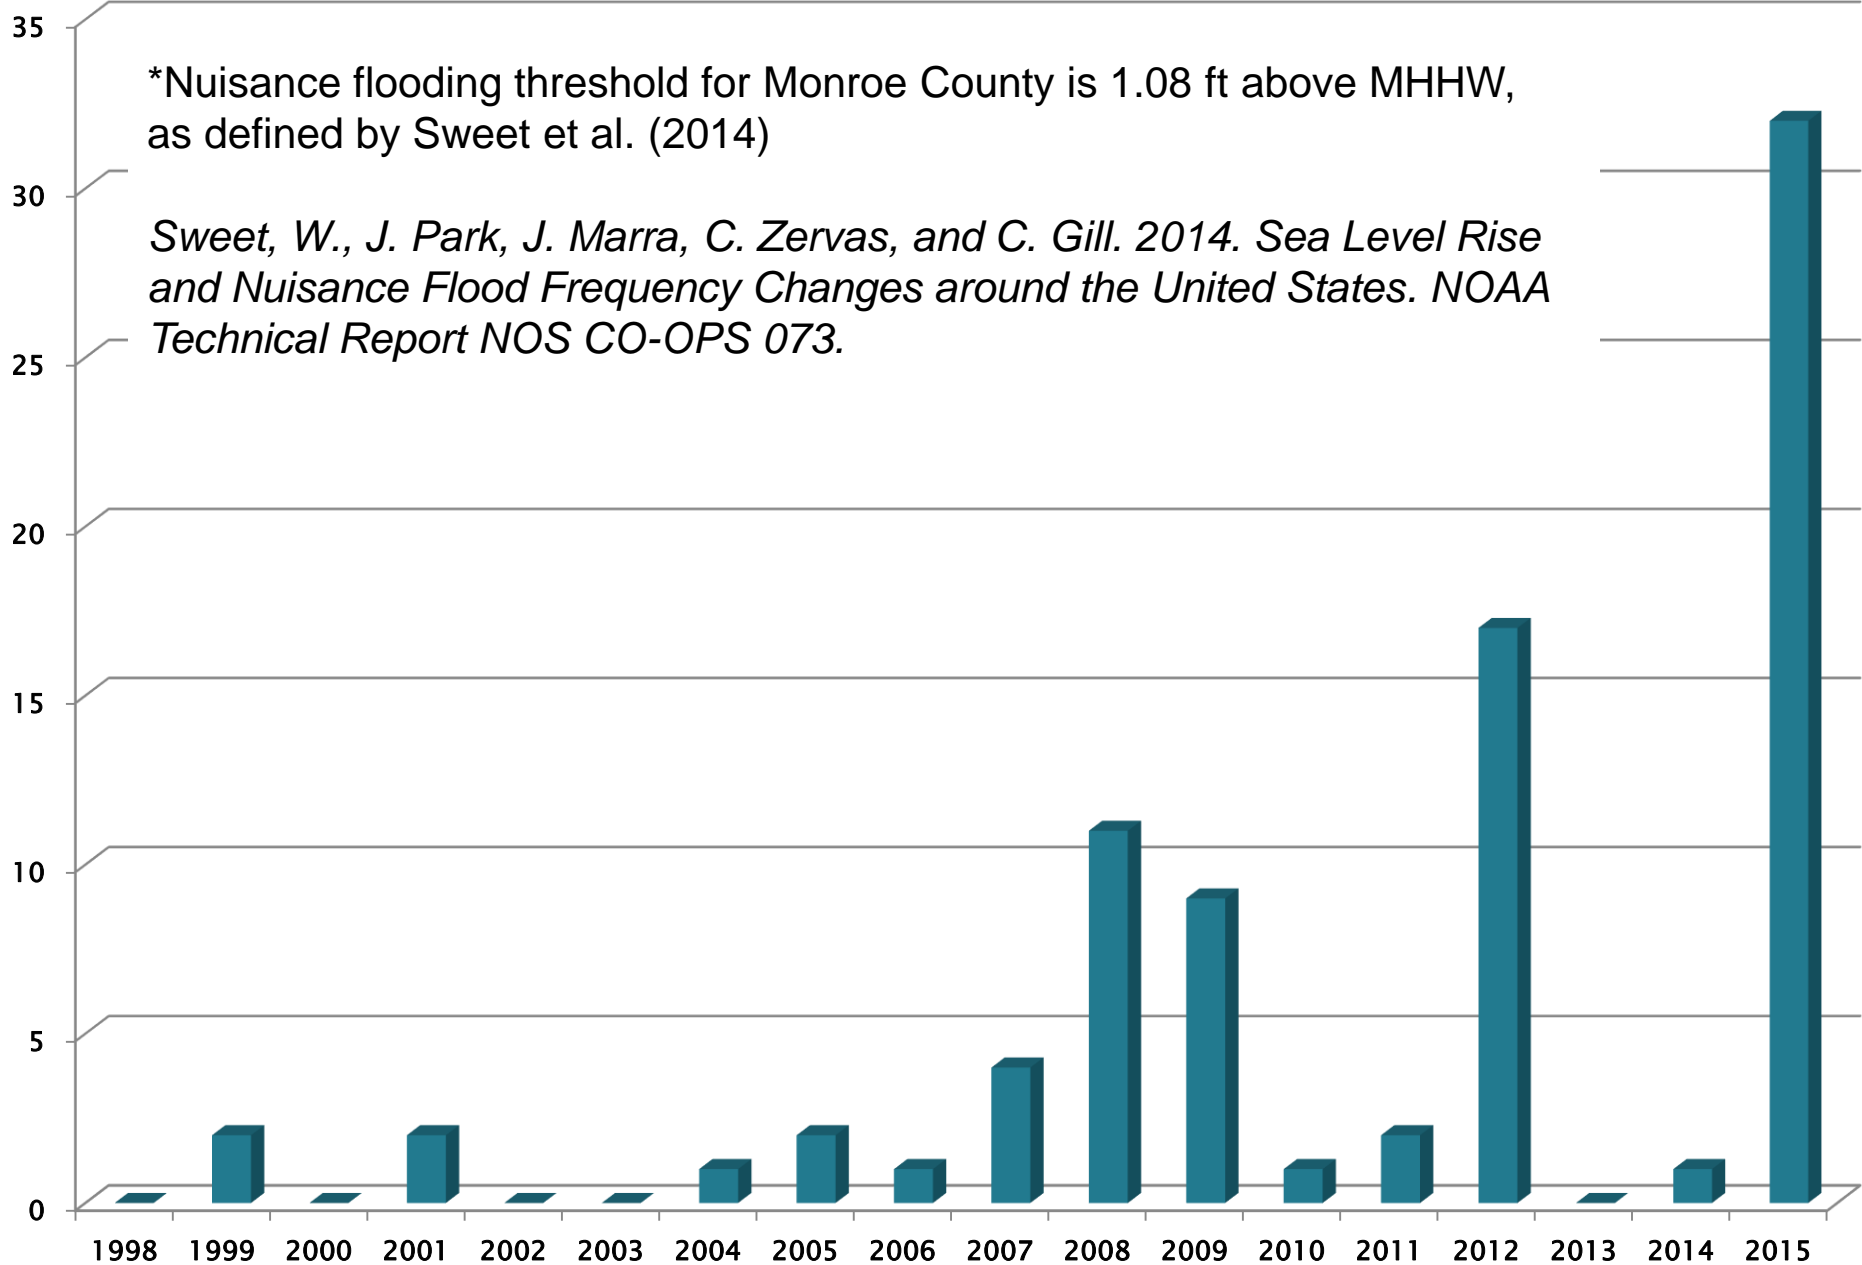 35
*Nuisance flooding threshold for Monroe County is 1.08 ft above MHHW,
as defined by Sweet et al. (2014)
30
Sweet, W., J. Park, J. Marra, C. Zervas, and C. Gill. 2014. Sea Level Rise
and Nuisance Flood Frequency Changes around the United States. NOAA
Technical Report NOS CO-OPS 073.
25
20
15
10
5
0
1998 1999 2000 2001 2002 2003 2004 2005 2006 2007 2008 2009 2010 2011 2012 2013 2014 2015